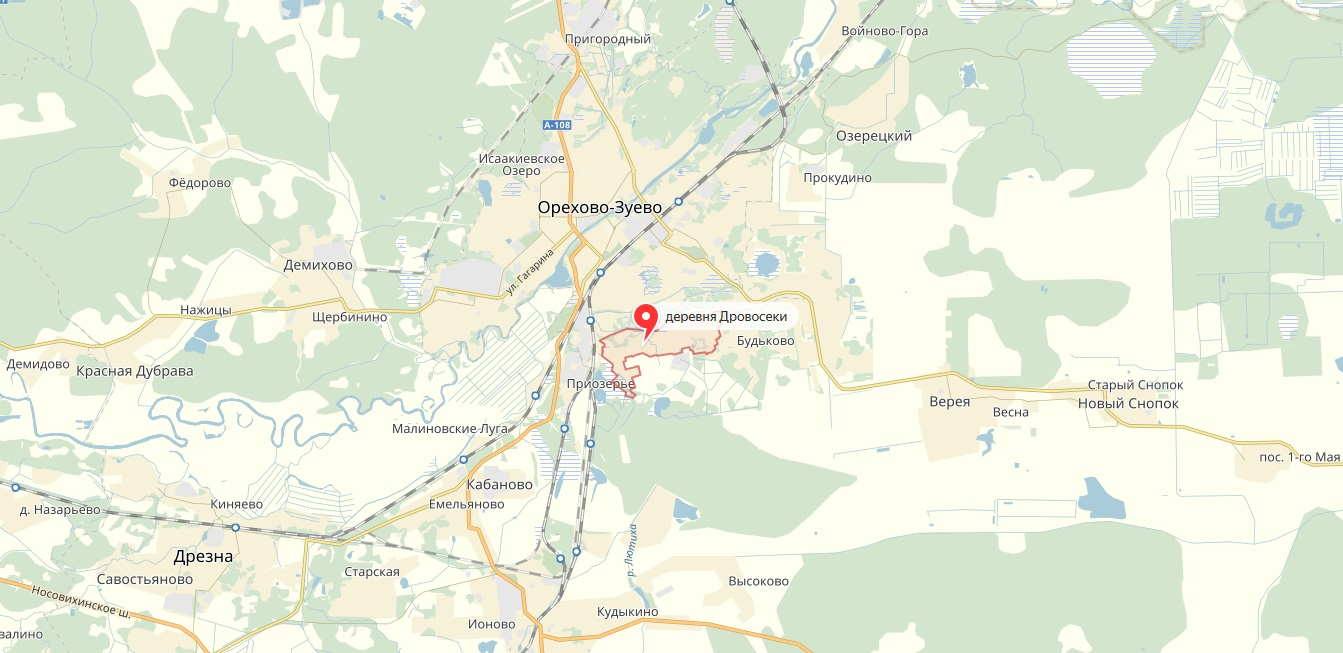 Пригородный
Войново-Гора
А-108
Озерецкий
Исаакиевское
Озеро
Прокудино
Фёдорово
Орехово-Зуево
Демихово
ул. Гагарина
Нажицы
Щербинино
деревня Дровосеки
Будьково
Демидово
Красная Дубрава
Приозерье
Старый Снопок
Новый Снопок
Верея
Весна
Малиновские Луга
пос. 1-го Мая
Кабаново
Киняево
Емельяново
д. Назарьево
р. Лютиха
Дрезна
Старская
Савостьяново
Высоково
Носовихинское ш.
Кудыкино
Ионово
валино